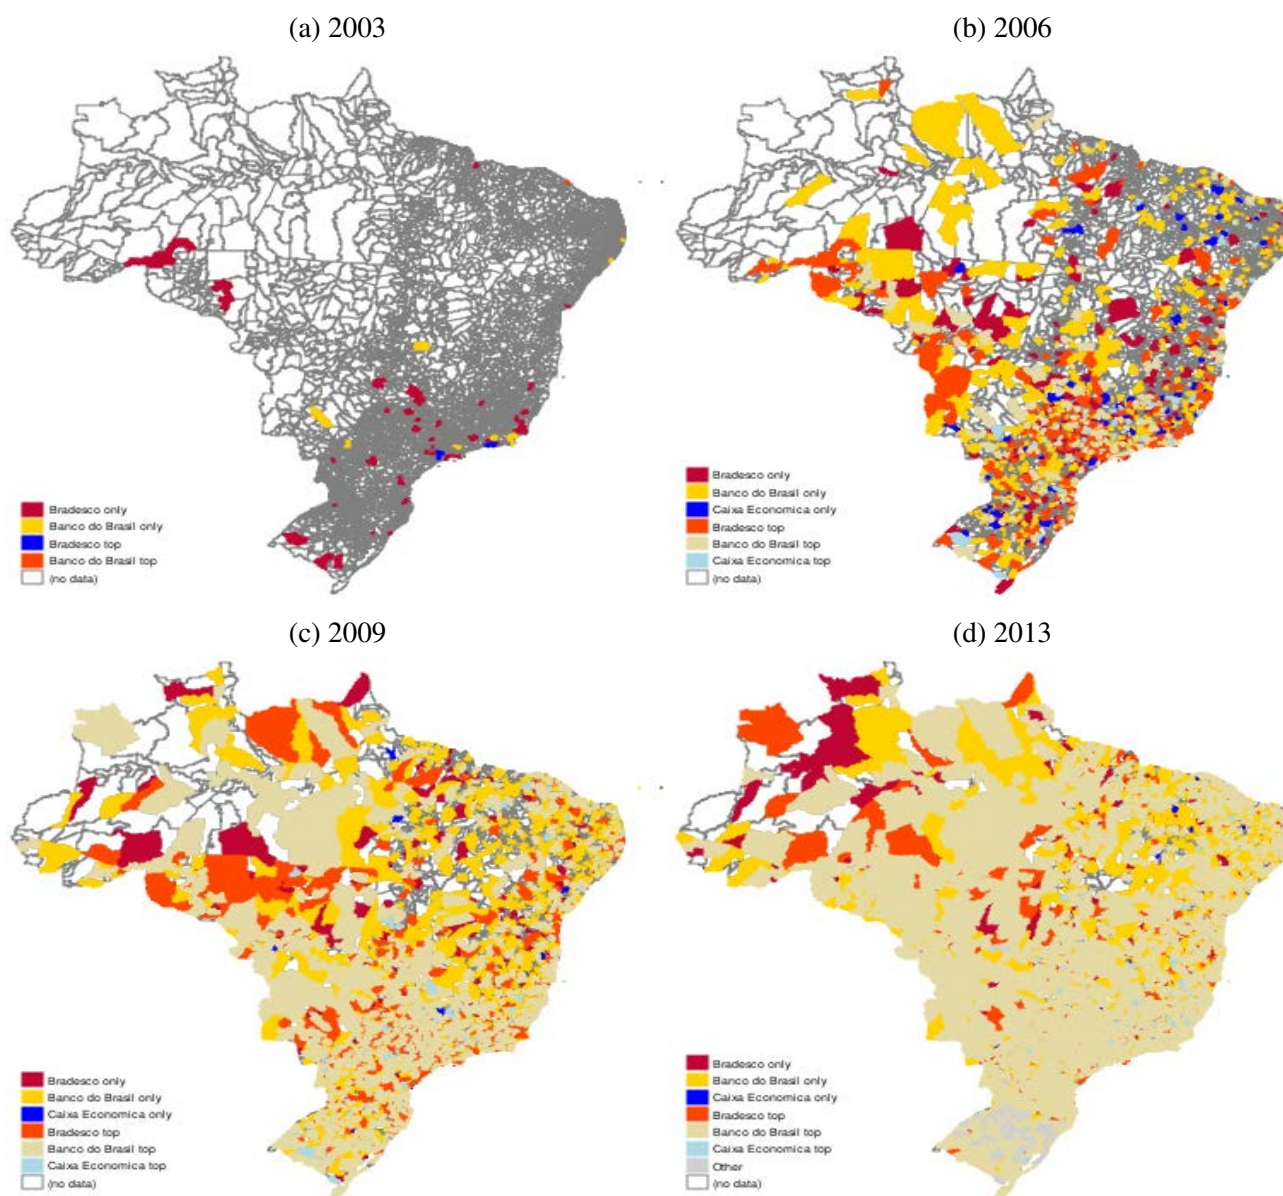 (a) 2003
(b) 2006
Bradesco only
Banco do Brasil only
Bradesco top
Banco do Brasil top
(no data)
Bradesco only
Banco do Brasil only
Caixa Economica only
Bradesco top
Banco do Brasil top
Caixa Economica top
(no data)
(c) 2009
(d) 2013
Bradesco only
Banco do Brasil only
Caixa Economica only
Bradesco top
Banco do Brasil top
Caixa Economica top
(no data)
Bradesco only
Banco do Brasil only
Caixa Economica only
Bradesco top
Banco do Brasil top
Caixa Economica top
Other
(no data)